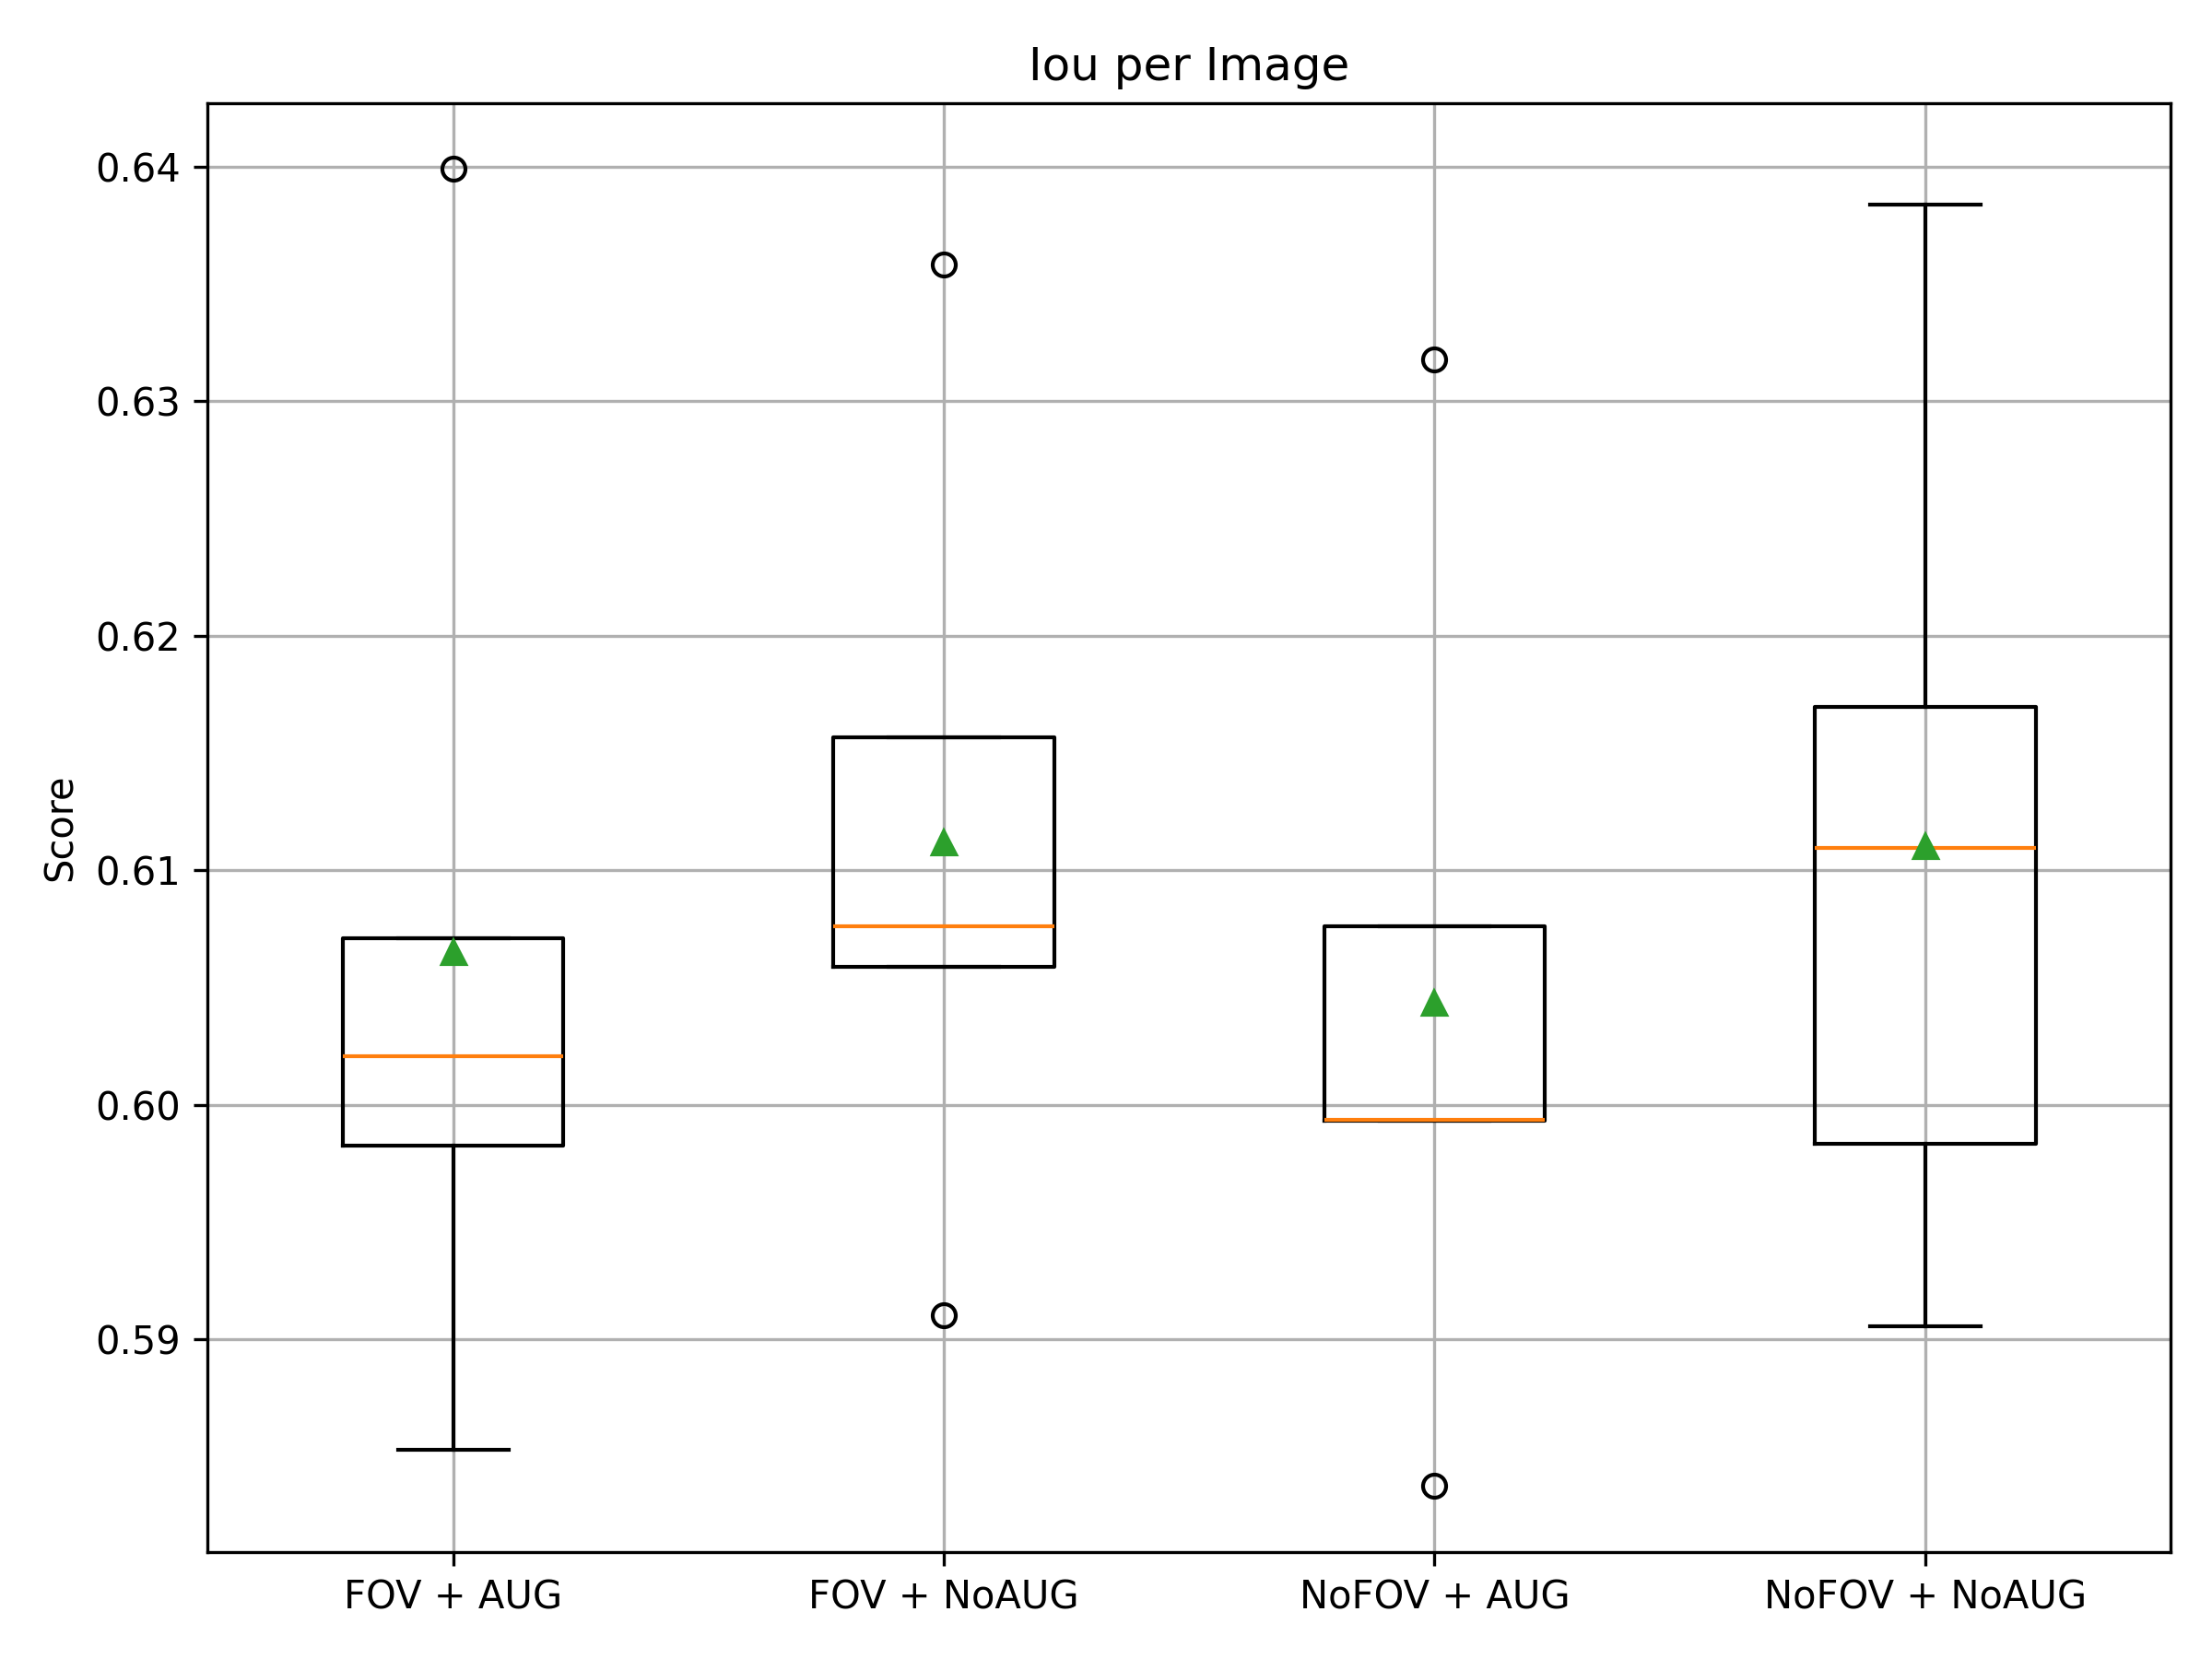 Iou per Image
Score
0.64
0.63
0.62
0.61
0.60
0.59
FOV + AUG
FOV + NoAUG
NoFOV + AUG
NoFOV + NoAUG